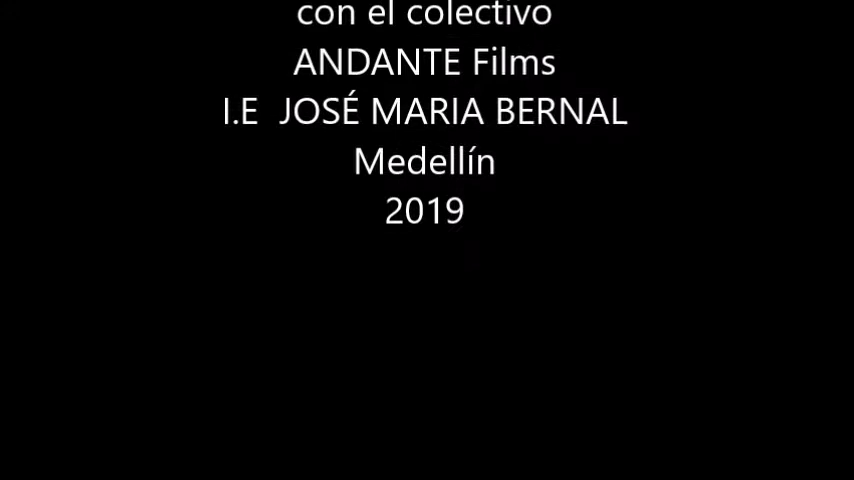 con el colectivo
ANDANTE Films
I.E  JOSÉ MARIA BERNAL
Medellín
2019